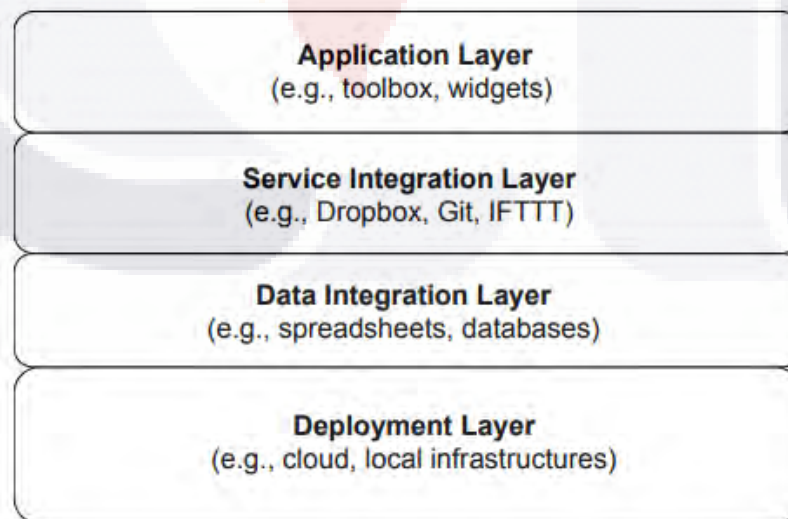 Application Layer
(e.g., toolbox, widgets)
Service Integration Layer
(e.g., Dropbox, Git, IFTTT)
Data Integration Layer
(e.g., spreadsheets, databases)
Deployment Layer
(e.g., cloud, local infrastructures)